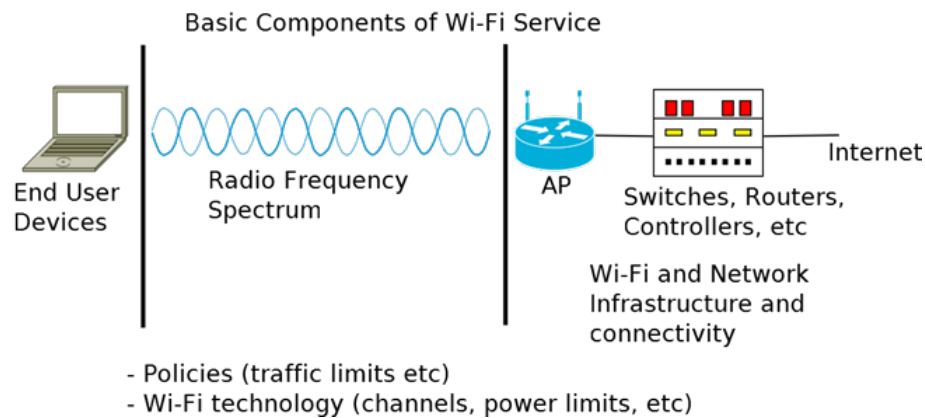 Basic Components of Wi-Fi Service
End User
Devices
Radio Frequency
Spectrum
AP
Internet
Switches, Routers,
Controllers, etc
Wi-Fi and Network
Infrastructure and
connectivity
- Policies (traffic limits etc)
- Wi-Fi technology (channels, power limits, etc)